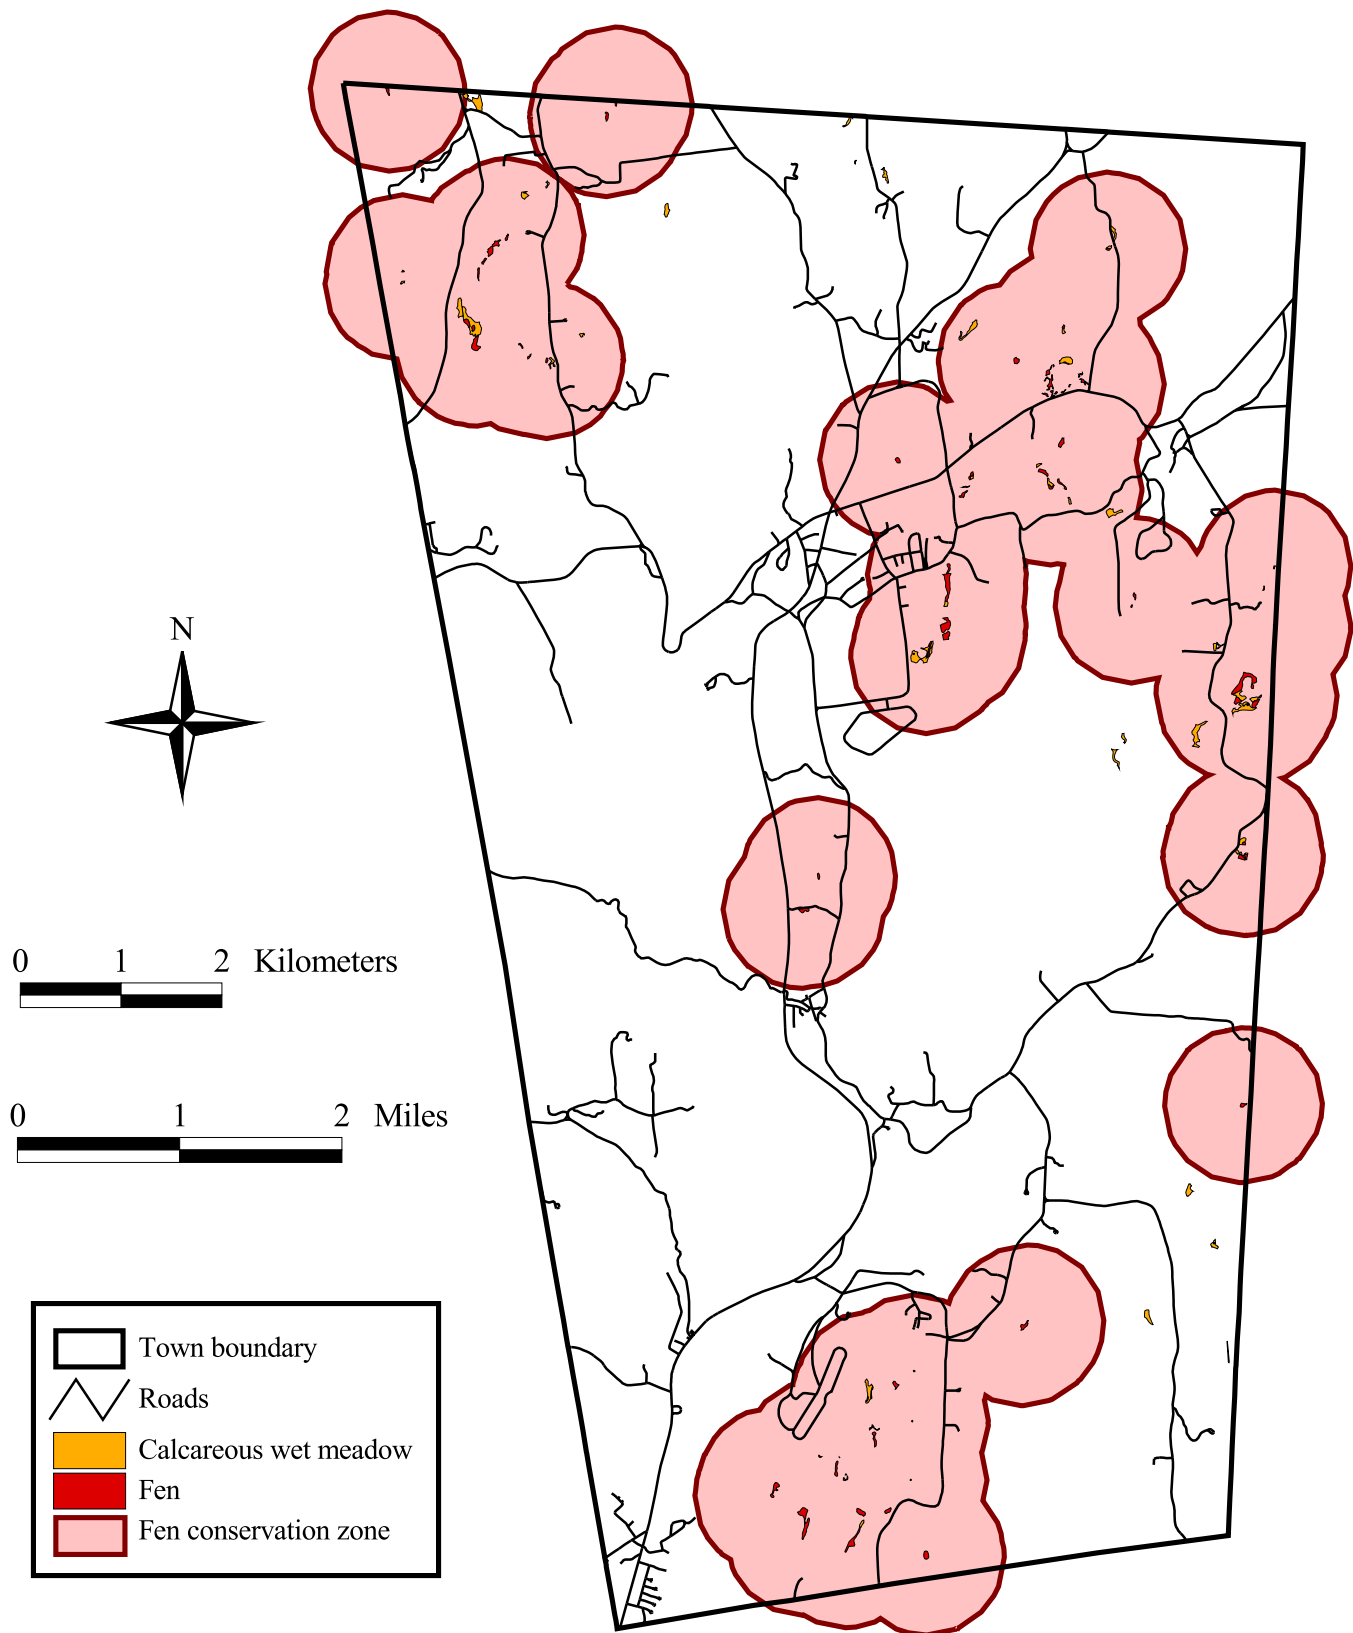 N
0 1 2 Kilometers
0 1 2 Miles
Town boundary
Roads
Calcareous wet meadow
Fen
Fen conservation zone